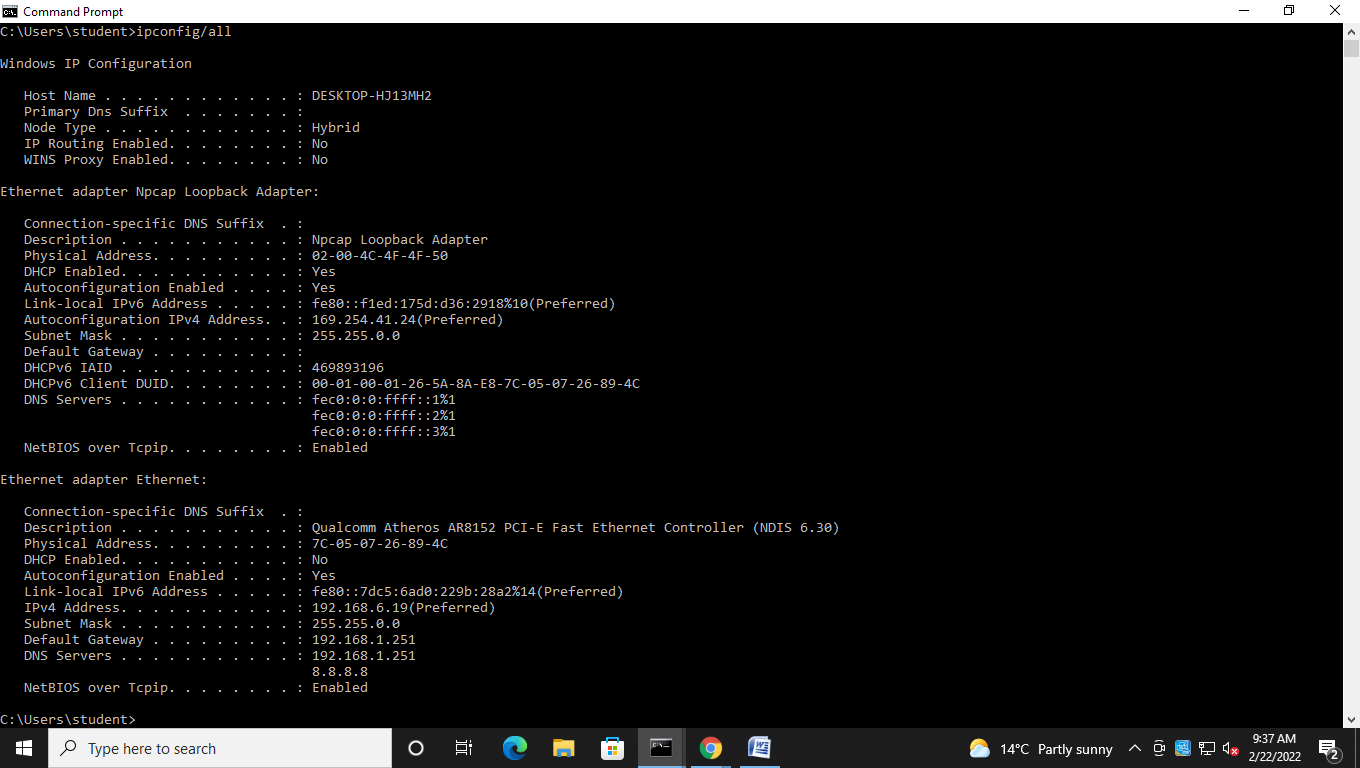 Command Prompt
C:\Users\student>ipconfig/all
Windows IP Configuration
Host Name . . . . . . . . . . . . : DESKTOP-HJ13MH2
Primary Dns Suffix  . . . . . . . :
Node Type . . . . . . . . . . . . : Hybrid
IP Routing Enabled. . . . . . . . : No
WINS Proxy Enabled. . . . . . . . : No
Ethernet adapter Npcap Loopback Adapter:
Connection-specific DNS Suffix  . :
Description . . . . . . . . . . . : Npcap Loopback Adapter
Physical Address. . . . . . . . . : 02-00-4C-4F-4F-50
DHCP Enabled. . . . . . . . . . . : Yes
Autoconfiguration Enabled . . . . : Yes
Link-local IPv6 Address . . . . . : fe80::f1ed:175d:d36:2918%10(Preferred)
Autoconfiguration IPv4 Address. . : 169.254.41.24(Preferred)
Subnet Mask . . . . . . . . . . . : 255.255.0.0
Default Gateway . . . . . . . . . :
DHCPv6 IAID . . . . . . . . . . . : 469893196
DHCPv6 Client DUID. . . . . . . . : 00-01-00-01-26-5A-8A-E8-7C-05-07-26-89-4C
DNS Servers . . . . . . . . . . . : fec0:0:0:ffff::1%1
fec0:0:0:ffff::2%1
fec0:0:0:ffff::3%1
NetBIOS over Tcpip. . . . . . . . : Enabled
Ethernet adapter Ethernet:
Connection-specific DNS Suffix  . :
Description . . . . . . . . . . . : Qualcomm Atheros AR8152 PCI-E Fast Ethernet Controller (NDIS 6.30)
Physical Address. . . . . . . . . : 7C-05-07-26-89-4C
DHCP Enabled. . . . . . . . . . . : No
Autoconfiguration Enabled . . . . : Yes
Link-local IPv6 Address . . . . . : fe80::7dc5:6ad0:229b:28a2%14(Preferred)
IPv4 Address. . . . . . . . . . . : 192.168.6.19(Preferred)
Subnet Mask . . . . . . . . . . . : 255.255.0.0
Default Gateway . . . . . . . . . : 192.168.1.251
DNS Servers . . . . . . . . . . . : 192.168.1.251
8.8.8.8
NetBIOS over Tcpip. . . . . . . . : Enabled
C:\Users\student>
Type here to search
14°C Partly sunny
9:37 AM
2/22/2022
2